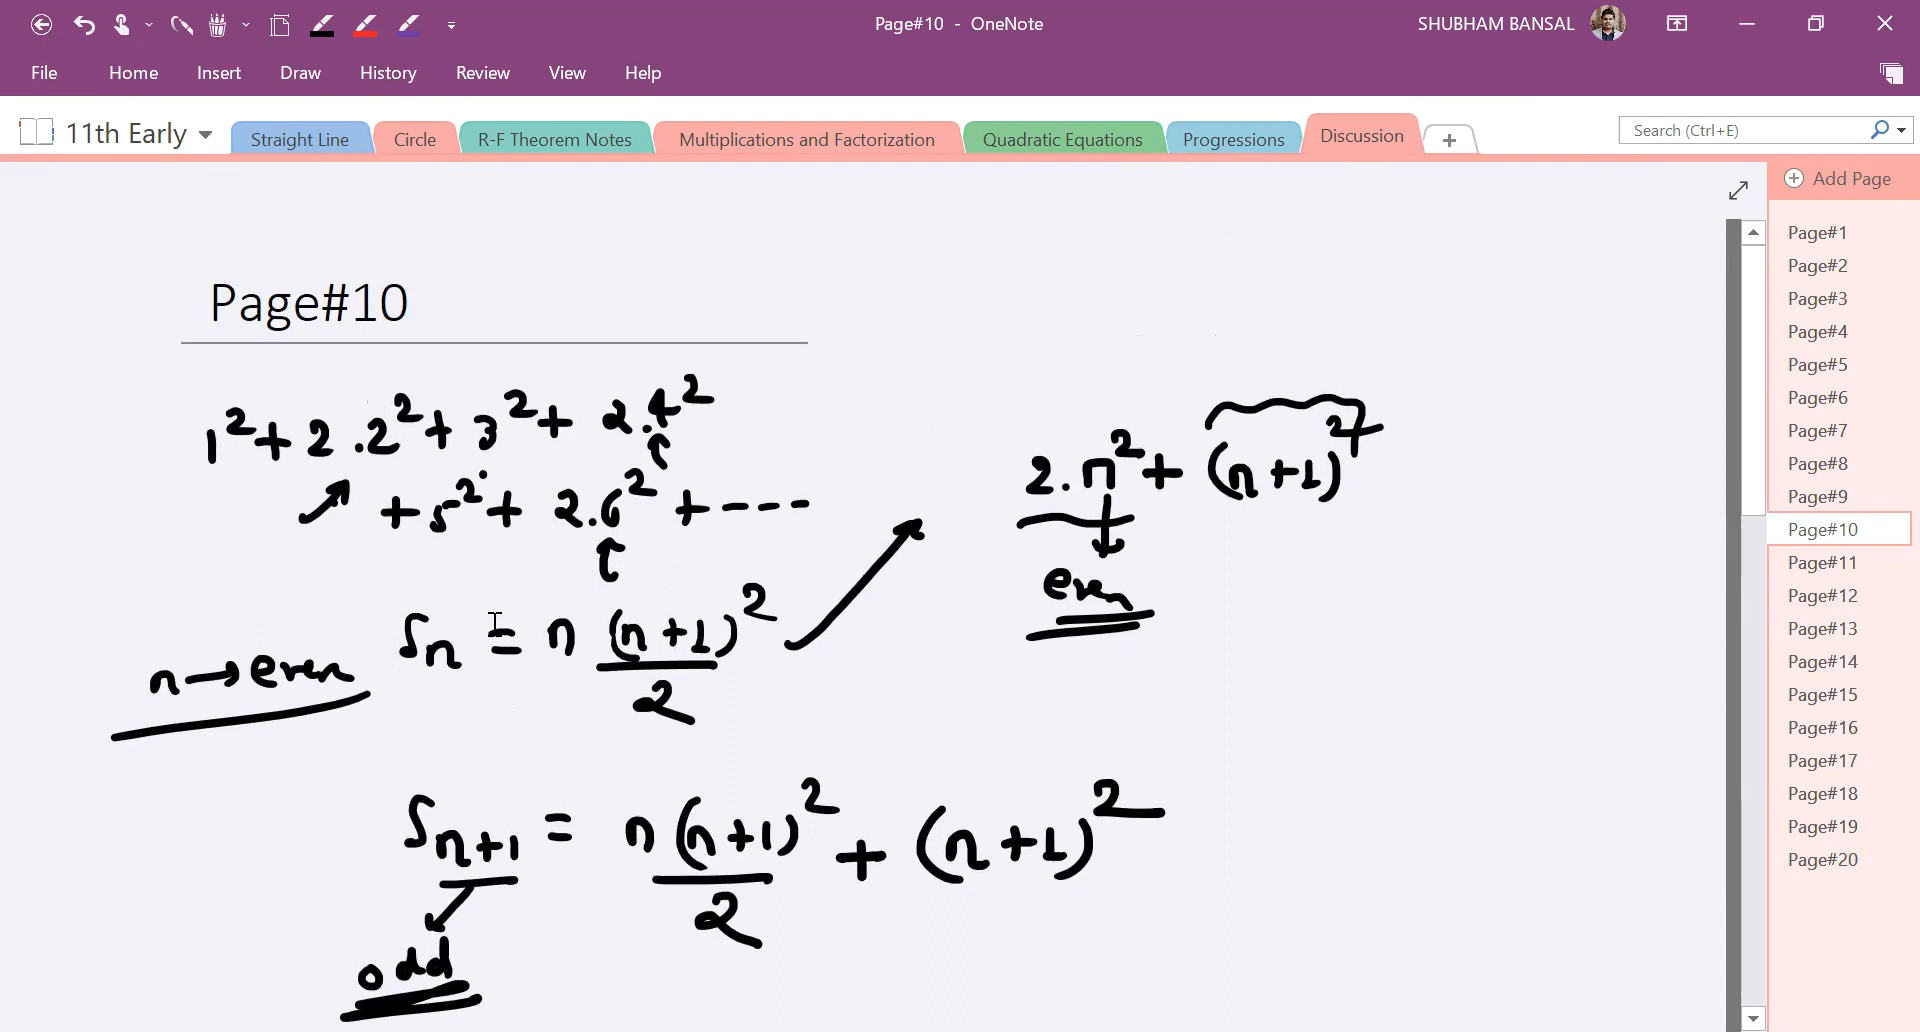 Page#10 - OneNote
SHUBHAM BANSAL
File Home Insert Draw History Review View Help
11th Early
Straight Line Circle R-F Theorem Notes Multiplications and Factorization Quadratic Equations Progressions Discussion +
Search (Ctrl+E)
Add Page
Page#1
Page#2
Page#3
Page#4
Page#5
Page#6
Page#7
Page#8
Page#9
Page#10
Page#11
Page#12
Page#13
Page#14
Page#15
Page#16
Page#17
Page#18
Page#19
Page#20
Page#10
1² + 2.2² + 3² + 2.4²
+ 5² + 2.6² + ----
n → even
Sn = n (n+1)²/2
2.n² + (n+1)²
even
Sn+1 = n(n+1)²/2 + (n+1)²
odd